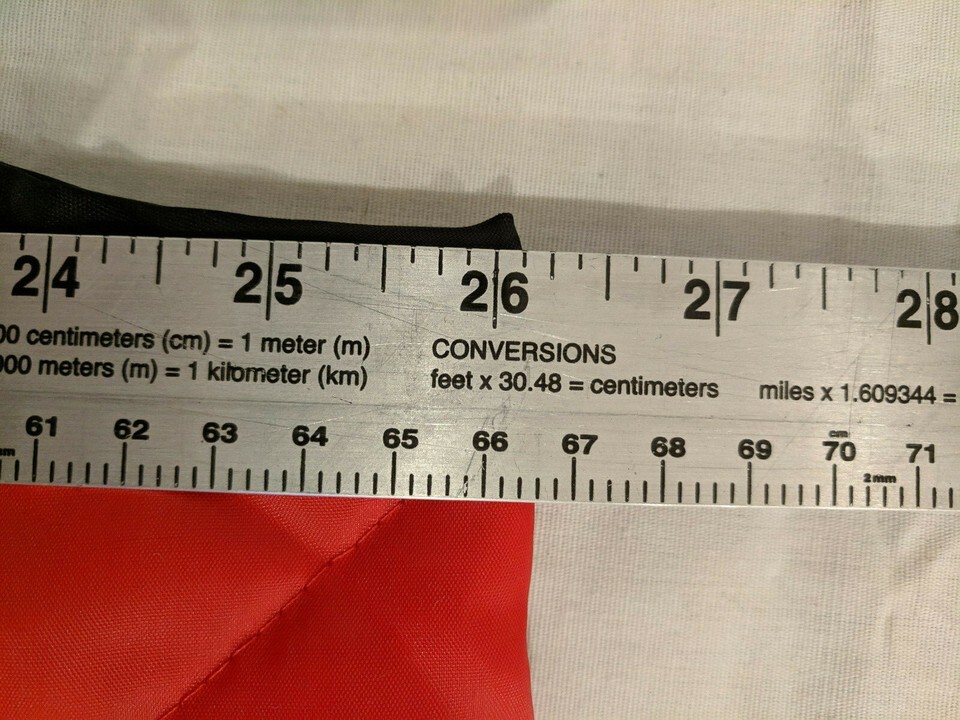 24 25 26 27 28
00 centimeters (cm) = 1 meter (m)
000 meters (m) = 1 kilometer (km)
CONVERSIONS
feet x 30.48 = centimeters
miles x 1.609344 =
61 62 63 64 65 66 67 68 69 cm 70 71
mm
2mm